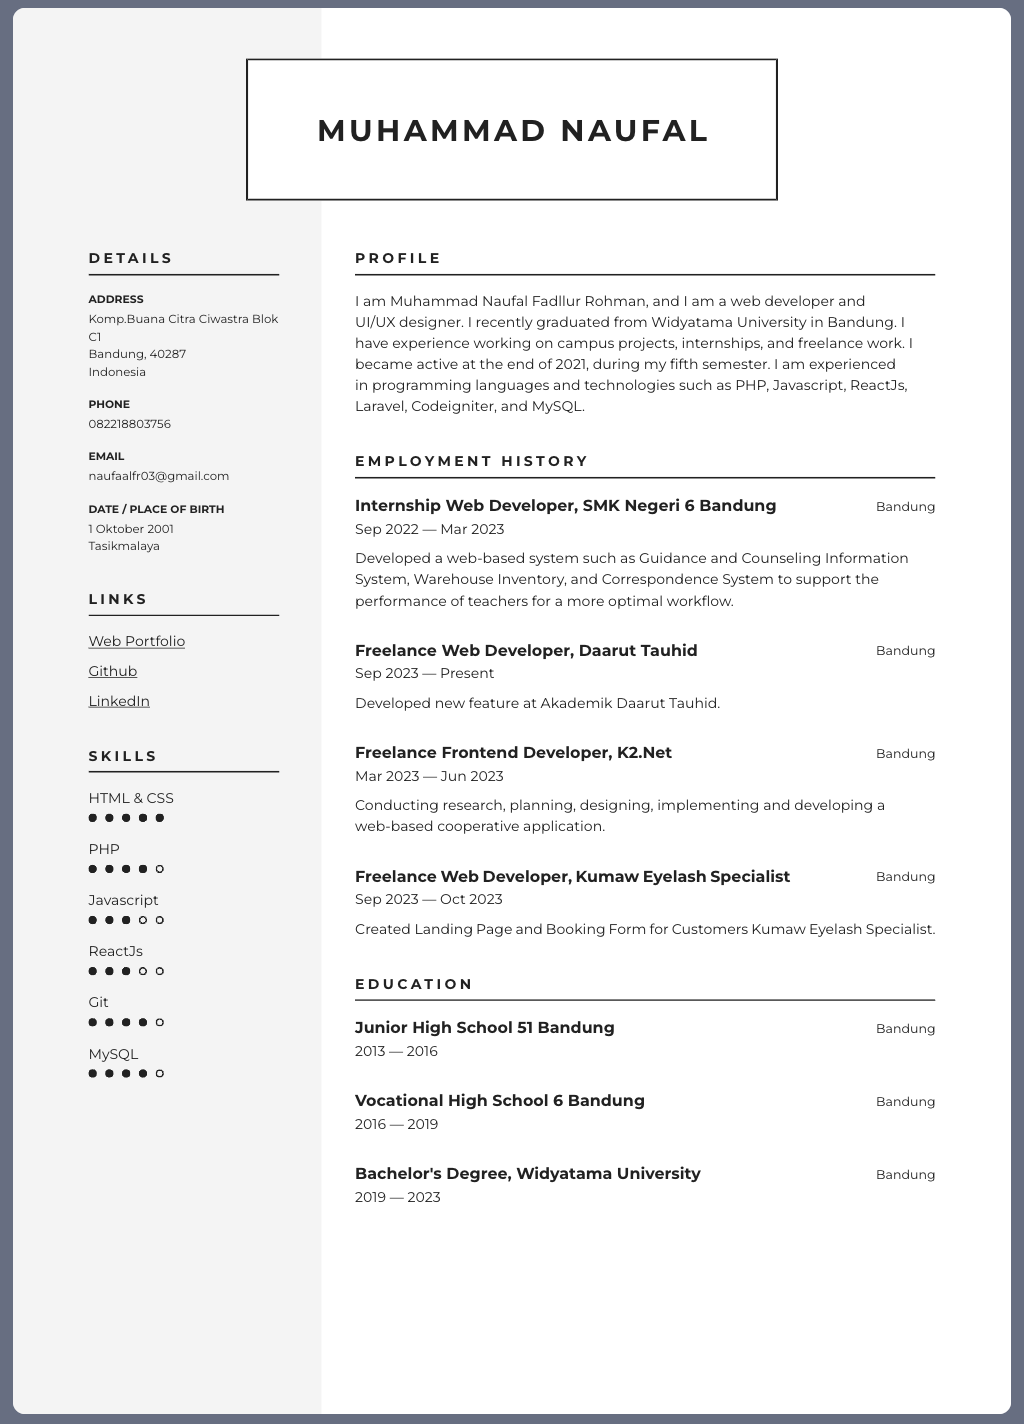 MUHAMMAD NAUFAL
DETAILS
ADDRESS
Komp.Buana Citra Ciwastra Blok
C1
Bandung, 40287
Indonesia
PHONE
082218803756
EMAIL
naufaalfr03@gmail.com
DATE / PLACE OF BIRTH
1 Oktober 2001
Tasikmalaya
LINKS
Web Portfolio
Github
LinkedIn
SKILLS
HTML & CSS
PHP
Javascript
ReactJs
Git
MySQL
PROFILE
I am Muhammad Naufal Fadllur Rohman, and I am a web developer and
UI/UX designer. I recently graduated from Widyatama University in Bandung. I
have experience working on campus projects, internships, and freelance work. I
became active at the end of 2021, during my fifth semester. I am experienced
in programming languages and technologies such as PHP, Javascript, ReactJs,
Laravel, Codeigniter, and MySQL.
EMPLOYMENT HISTORY
Internship Web Developer, SMK Negeri 6 Bandung Bandung
Sep 2022 — Mar 2023
Developed a web-based system such as Guidance and Counseling Information
System, Warehouse Inventory, and Correspondence System to support the
performance of teachers for a more optimal workflow.
Freelance Web Developer, Daarut Tauhid Bandung
Sep 2023 — Present
Developed new feature at Akademik Daarut Tauhid.
Freelance Frontend Developer, K2.Net Bandung
Mar 2023 — Jun 2023
Conducting research, planning, designing, implementing and developing a
web-based cooperative application.
Freelance Web Developer, Kumaw Eyelash Specialist Bandung
Sep 2023 — Oct 2023
Created Landing Page and Booking Form for Customers Kumaw Eyelash Specialist.
EDUCATION
Junior High School 51 Bandung Bandung
2013 — 2016
Vocational High School 6 Bandung Bandung
2016 — 2019
Bachelor's Degree, Widyatama University Bandung
2019 — 2023